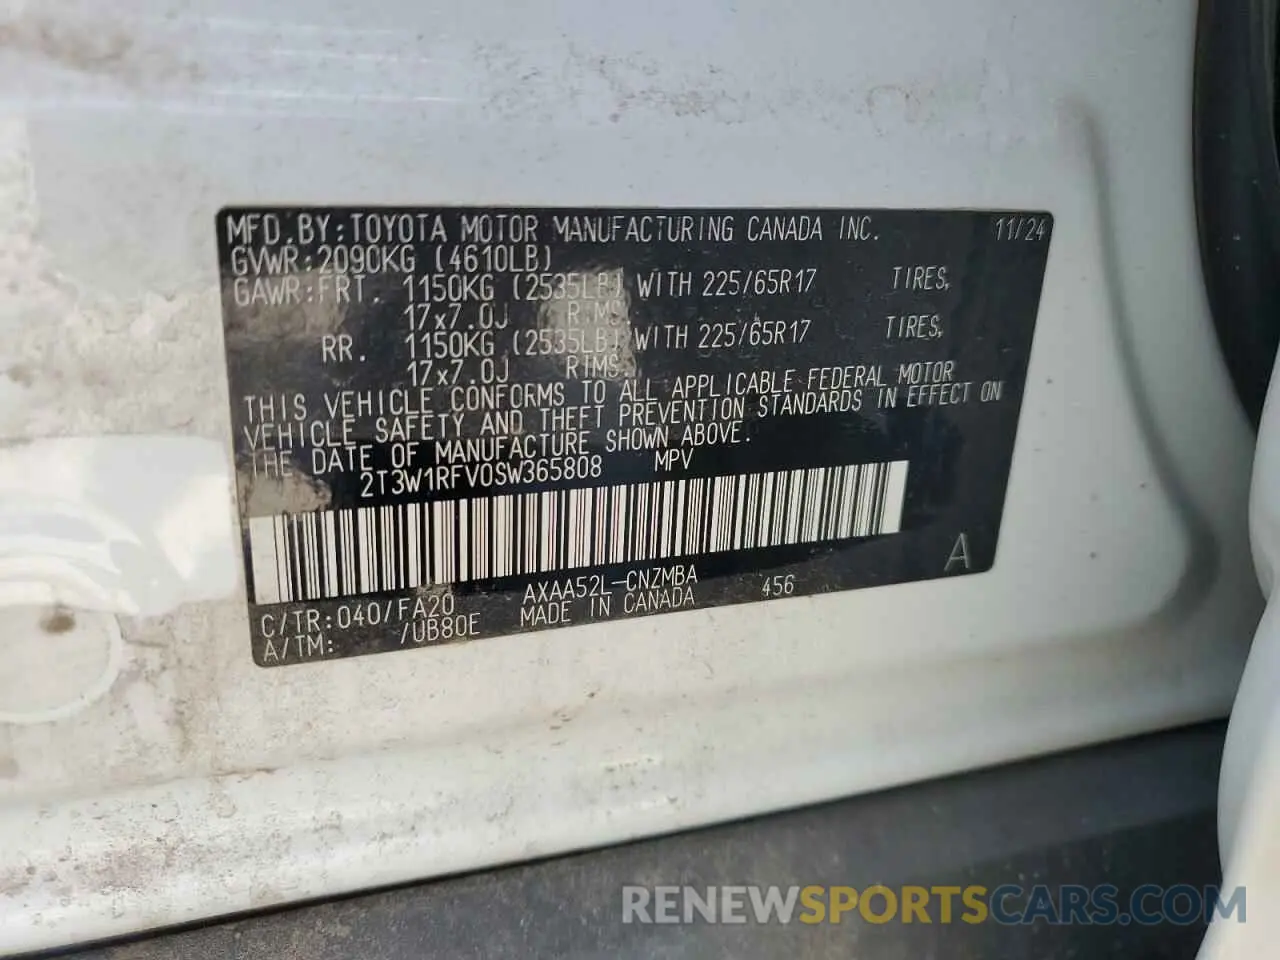 MFD.BY:TOYOTA MOTOR MANUFACTURING CANADA INC. 11/24
GVWR:2090KG (4610LB)
GAWR:FRT. 1150KG (2535LB) WITH 225/65R17 TIRES,
17x7.0J RIMS
RR. 1150KG (2535LB) WITH 225/65R17 TIRES,
17x7.0J RIMS
THIS VEHICLE CONFORMS TO ALL APPLICABLE FEDERAL MOTOR
VEHICLE SAFETY AND THEFT PREVENTION STANDARDS IN EFFECT ON
THE DATE OF MANUFACTURE SHOWN ABOVE.
2T3W1RFV0SW365808 MPV
A
C/TR:040/FA20 AXAA52L-CNZMBA 456
A/TM: /UB80E MADE IN CANADA
RENEWSPORTSCARS.COM